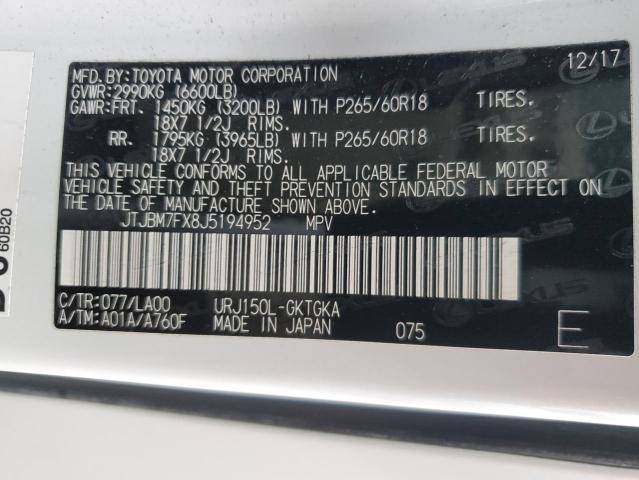 12/17
MFD.BY:TOYOTA MOTOR CORPORATION
GVWR:2990KG (6600LB)
GAWR:FRT. 1450KG (3200LB) WITH P265/60R18 TIRES.
18X7 1/2J RIMS.
RR. 1795KG (3965LB) WITH P265/60R18 TIRES.
18X7 1/2J RIMS.
THIS VEHICLE CONFORMS TO ALL APPLICABLE FEDERAL MOTOR
VEHICLE SAFETY AND THEFT PREVENTION STANDARDS IN EFFECT ON
THE DATE OF MANUFACTURE SHOWN ABOVE.
JTJBM7FX8J5194952 MPV
C/TR:077/LA00 URJ150L-GKTGKA
A/TM:A01A/A760F MADE IN JAPAN 075
E
LEXUS
60B20